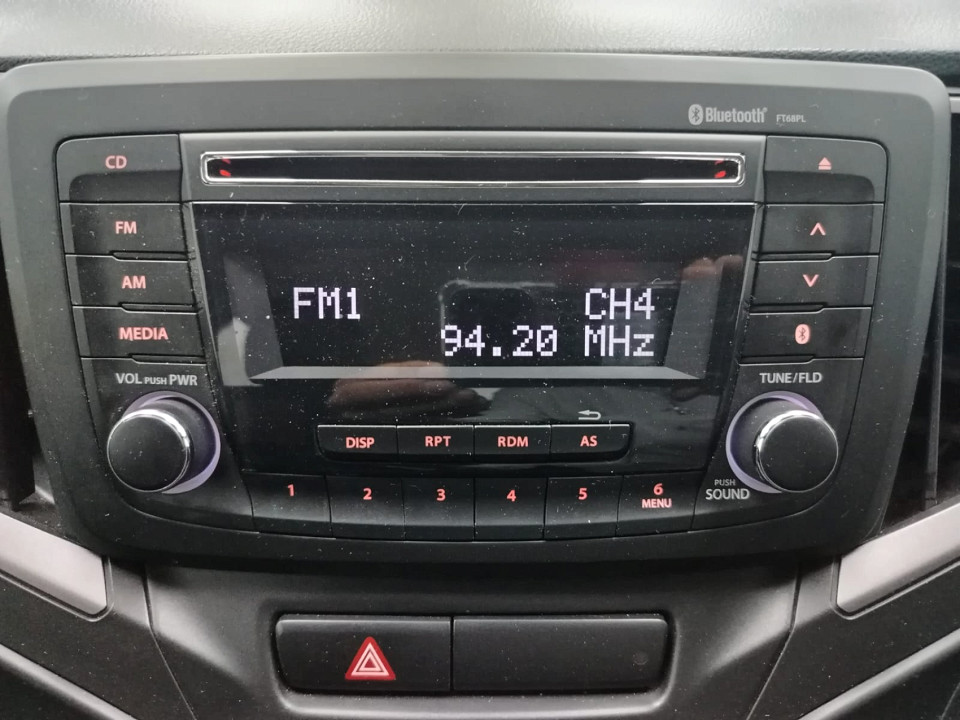 Bluetooth® FT68PL
CD
FM
AM
MEDIA
FM1 CH4
94.20 MHz
VOL PUSH PWR
TUNE/FLD
DISP RPT RDM AS
1 2 3 4 5 6
MENU
PUSH
SOUND